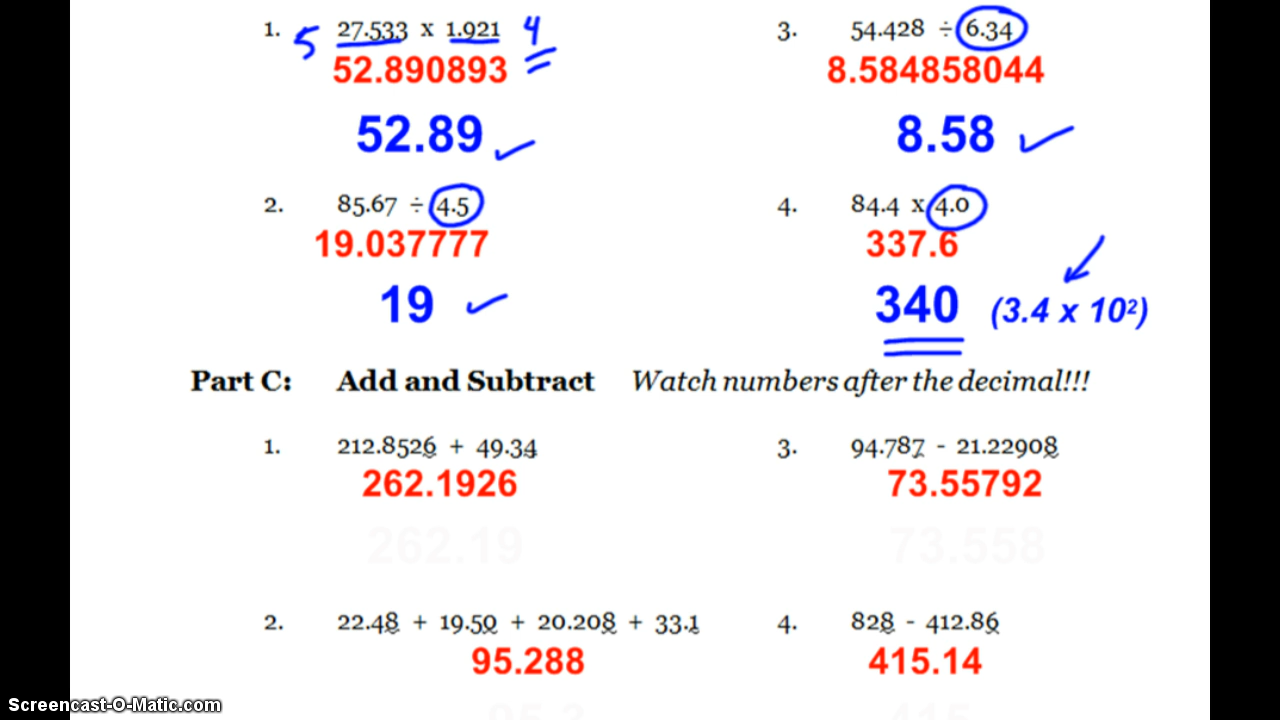 1. 5 27.533 x 1.921 4
52.890893
52.89
3. 54.428 ÷ 6.34
8.584858044
8.58
2. 85.67 ÷ 4.5
19.037777
19
4. 84.4 x 4.0
337.6
340 (3.4 x 10²)
Part C: Add and Subtract Watch numbers after the decimal!!!
1. 212.8526 + 49.34
262.1926
262.19
3. 94.787 - 21.22908
73.55792
73.558
2. 22.48 + 19.50 + 20.208 + 33.1
95.288
95.3
4. 828 - 412.86
415.14
415
Screencast-O-Matic.com